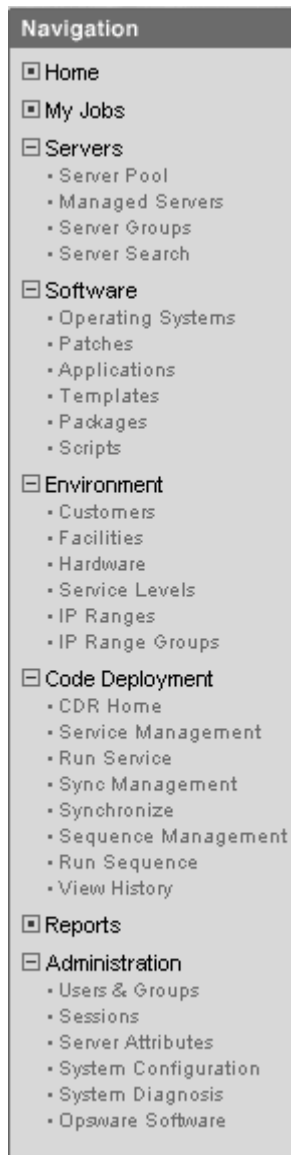 Navigation
Home
My Jobs
Servers
Server Pool
Managed Servers
Server Groups
Server Search
Software
Operating Systems
Patches
Applications
Templates
Packages
Scripts
Environment
Customers
Facilities
Hardware
Service Levels
IP Ranges
IP Range Groups
Code Deployment
CDR Home
Service Management
Run Service
Sync Management
Synchronize
Sequence Management
Run Sequence
View History
Reports
Administration
Users & Groups
Sessions
Server Attributes
System Configuration
System Diagnosis
Opsware Software